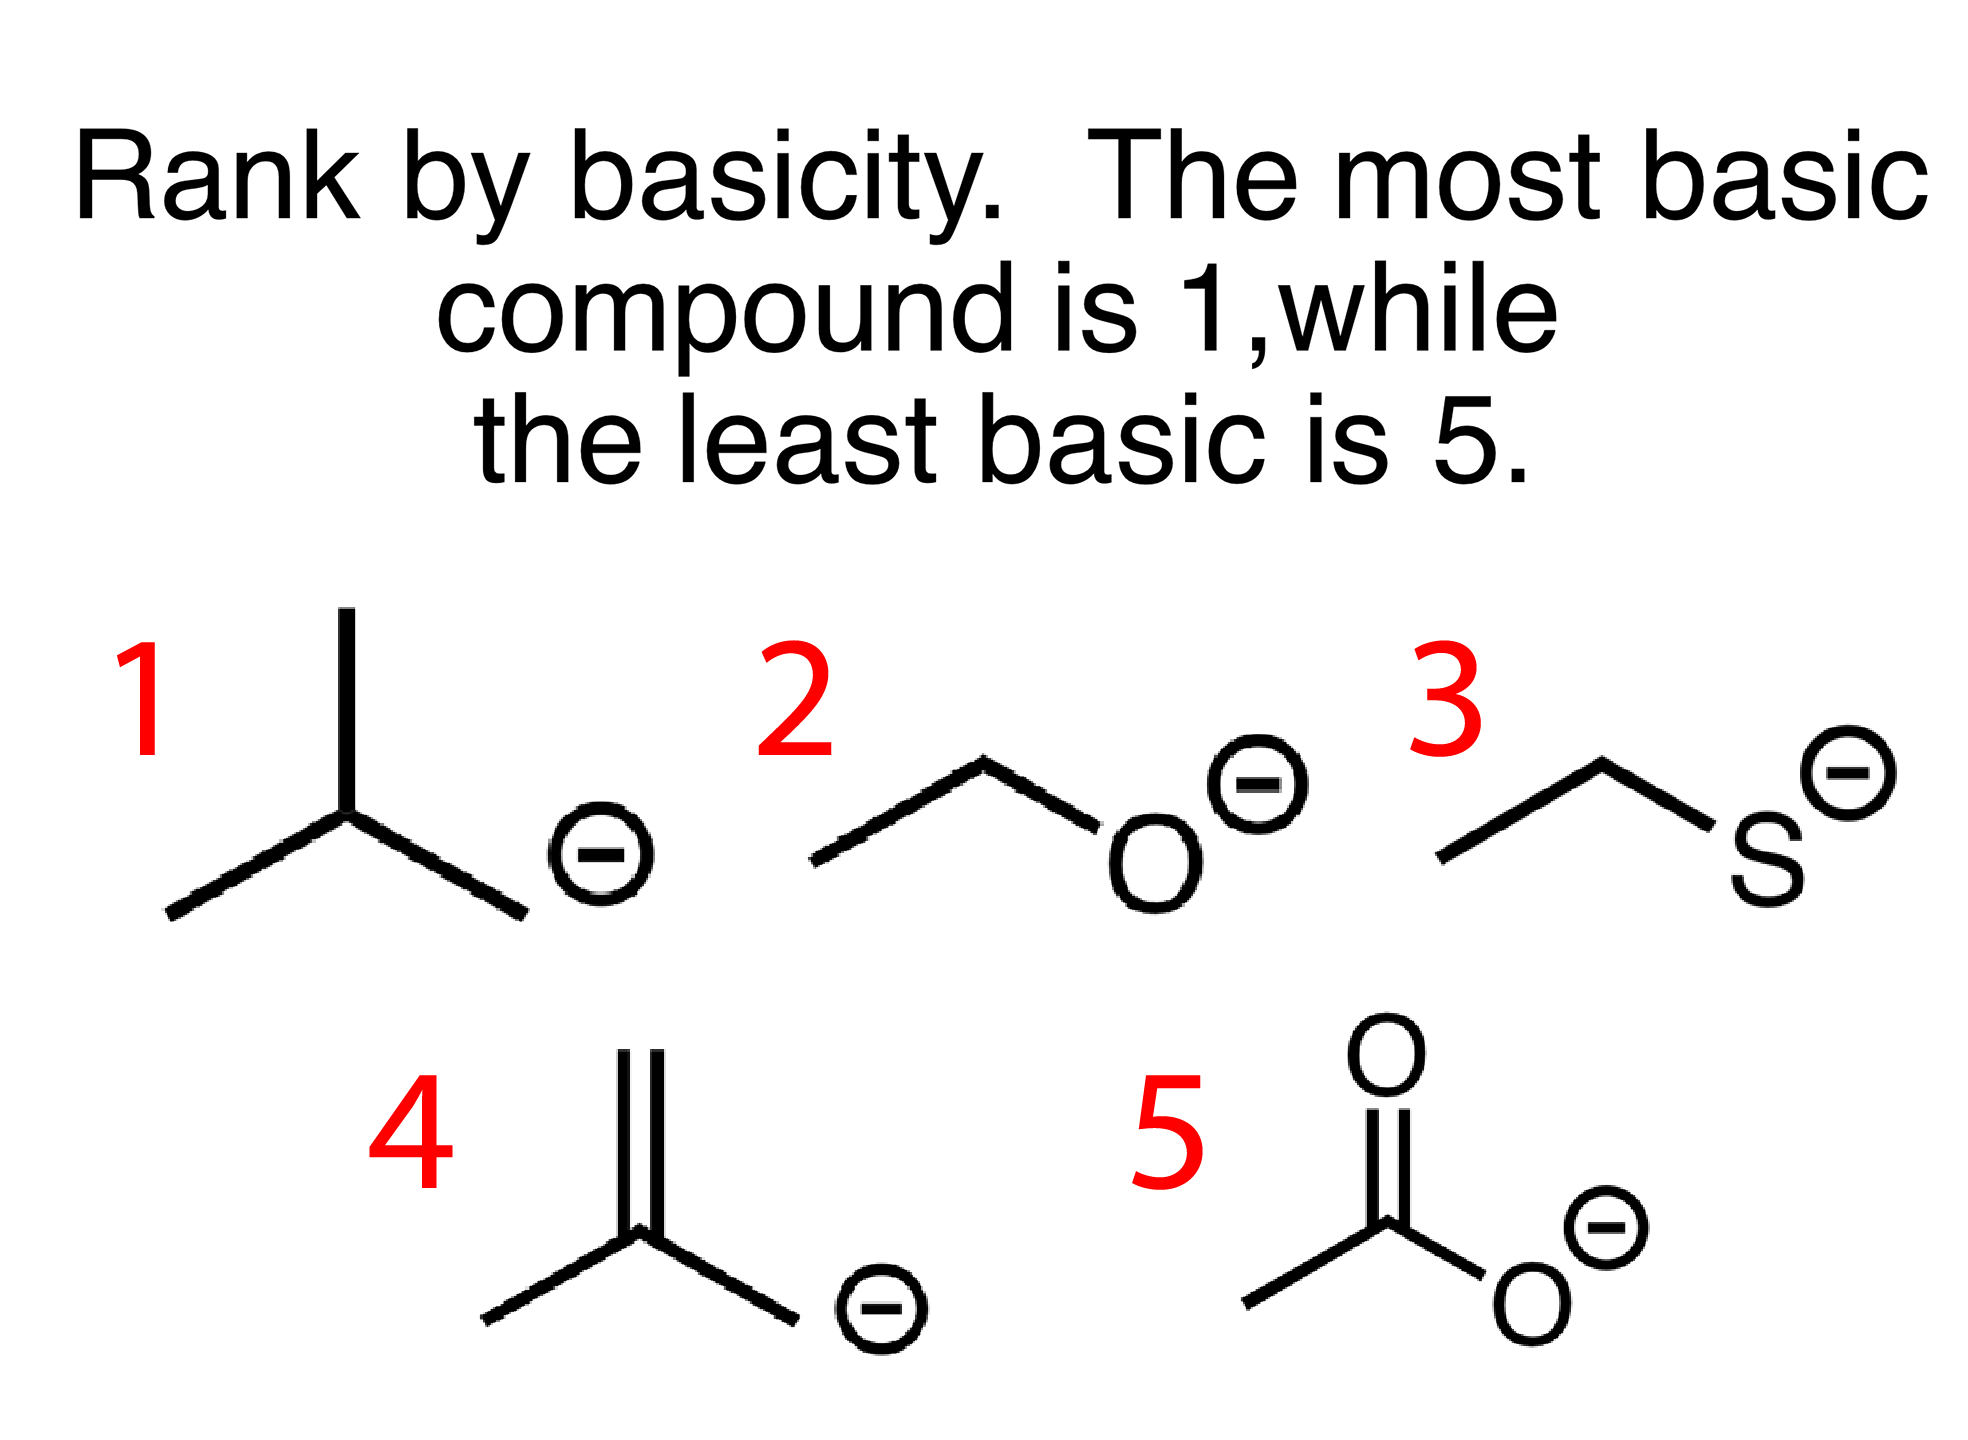 Rank by basicity. The most basic
compound is 1,while
the least basic is 5.
1 2 3
O⊖ S⊖
⊖
4 5
O
O⊖
⊖